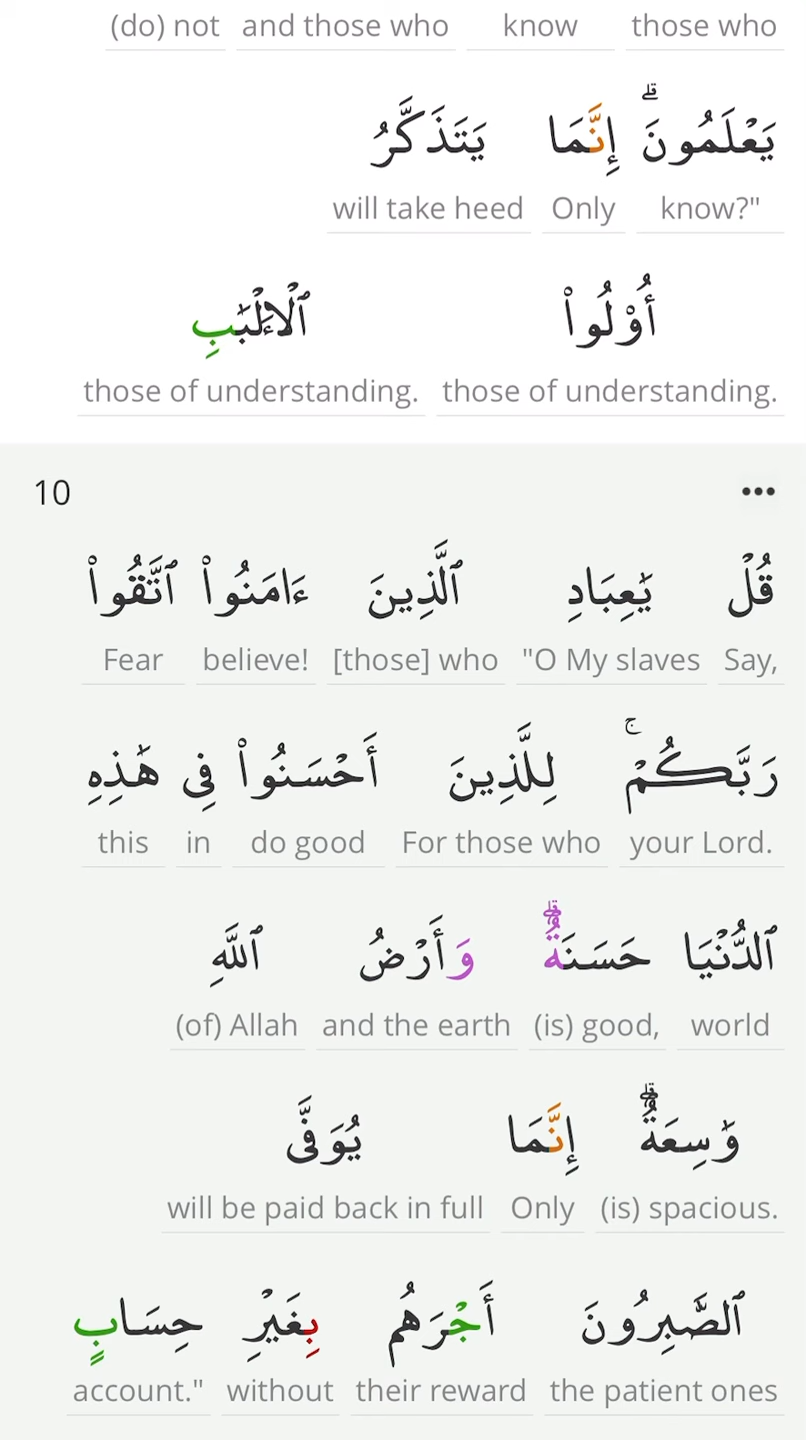 those who know and those who (do) not
يَعْلَمُونَ ۗ إِنَّمَا يَتَذَكَّرُ
know?" Only will take heed
أُو۟لُوا۟ ٱلْأَلْبَـٰبِ
those of understanding. those of understanding.
10
قُلْ يَـٰعِبَادِ ٱلَّذِينَ ءَامَنُوا۟ ٱتَّقُوا۟
Say, "O My slaves [those] who believe! Fear
رَبَّكُمْ ۚ لِلَّذِينَ أَحْسَنُوا۟ فِى هَـٰذِهِ
your Lord. For those who do good in this
ٱلدُّنْيَا حَسَنَةٌ ۗ وَأَرْضُ ٱللَّهِ
world (is) good, and the earth (of) Allah
وَٰسِعَةٌ ۗ إِنَّمَا يُوَفَّى
(is) spacious. Only will be paid back in full
ٱلصَّـٰبِرُونَ أَجْرَهُم بِغَيْرِ حِسَابٍ
the patient ones their reward without account."